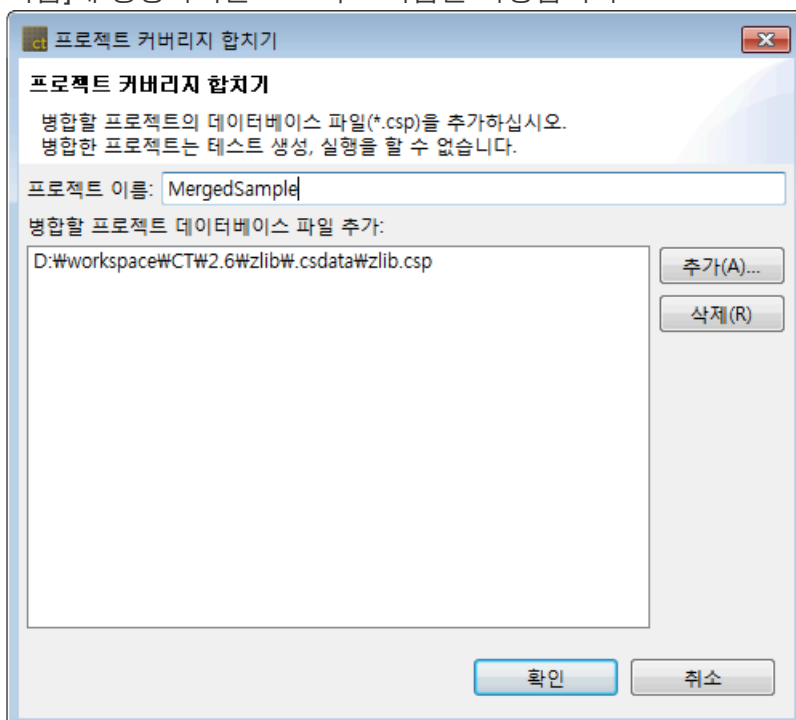 ct 프로젝트 커버리지 합치기
프로젝트 커버리지 합치기
병합할 프로젝트의 데이터베이스 파일(*.csp)을 추가하십시오.
병합한 프로젝트는 테스트 생성, 실행을 할 수 없습니다.
프로젝트 이름: MergedSample
병합할 프로젝트 데이터베이스 파일 추가:
D:₩workspace₩CT₩2.6₩zlib₩.csdata₩zlib.csp
추가(A)...
삭제(R)
확인 취소